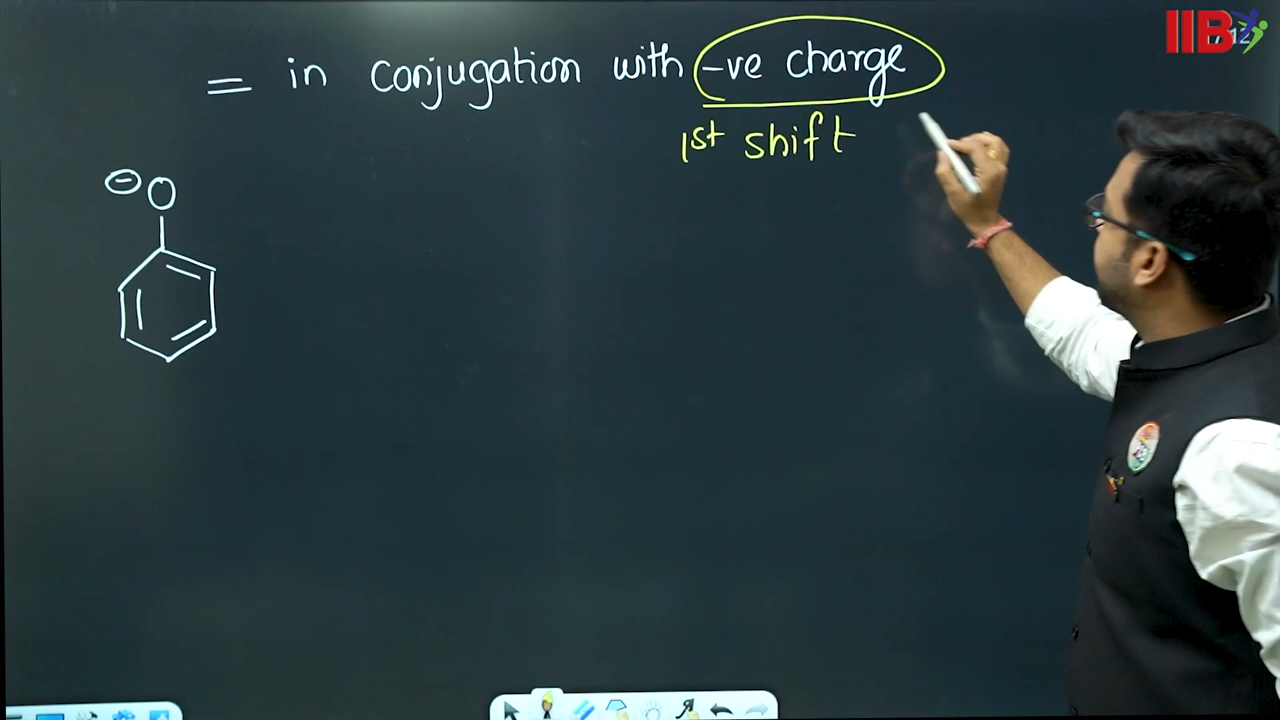 IIB
= in conjugation with -ve charge
1st shift
⊖ O